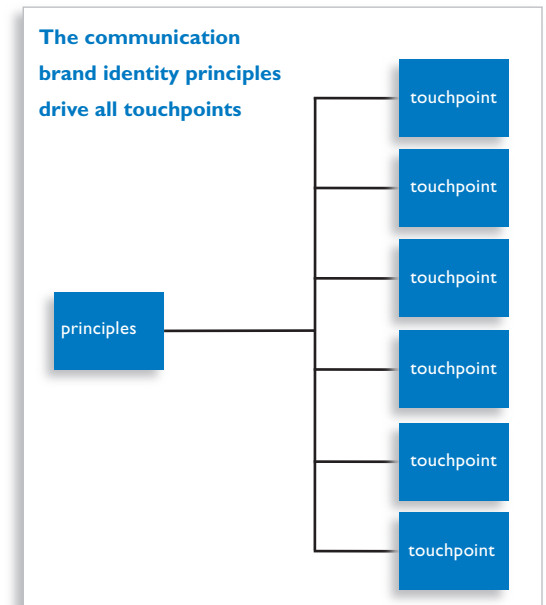 The communication
brand identity principles
drive all touchpoints
touchpoint
touchpoint
touchpoint
principles
touchpoint
touchpoint
touchpoint